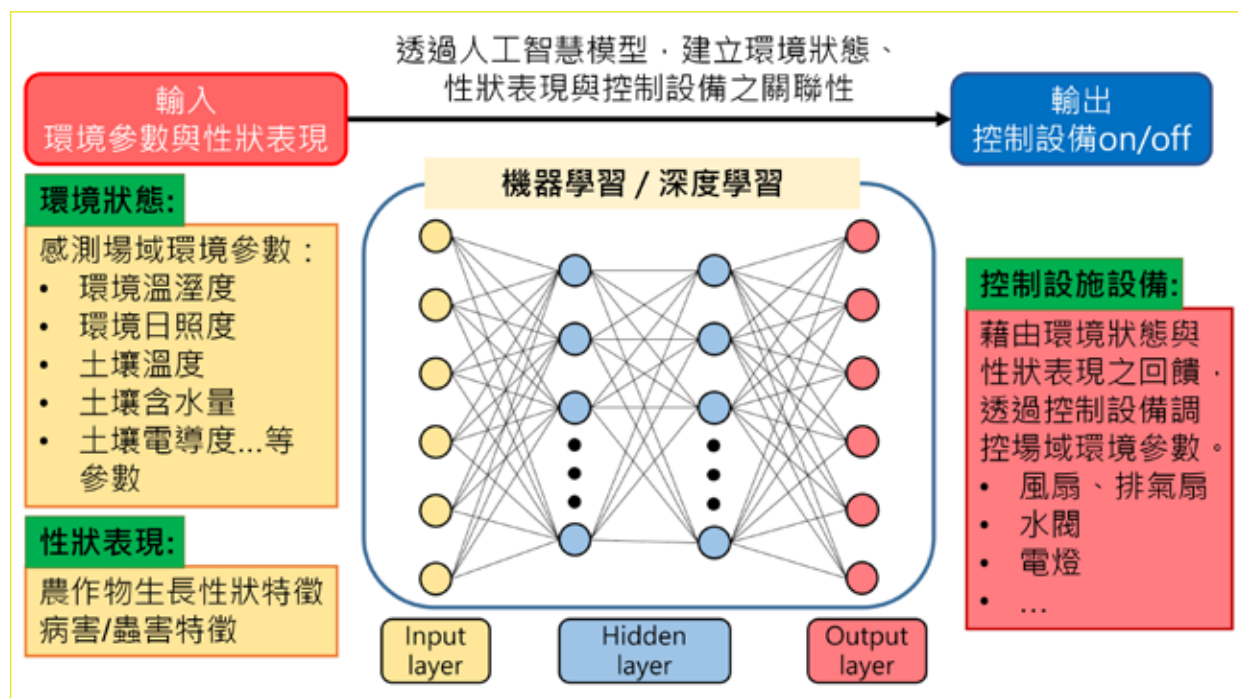 透過人工智慧模型，建立環境狀態、
性狀表現與控制設備之關聯性
輸入
環境參數與性狀表現
輸出
控制設備on/off
機器學習 / 深度學習
環境狀態:
感測場域環境參數：
• 環境溫溼度
• 環境日照度
• 土壤溫度
• 土壤含水量
• 土壤電導度...等
參數
性狀表現:
農作物生長性狀特徵
病害/蟲害特徵
控制設施設備:
藉由環境狀態與
性狀表現之回饋，
透過控制設備調
控場域環境參數。
• 風扇、排氣扇
• 水閥
• 電燈
• ...
Input
layer
Hidden
layer
Output
layer